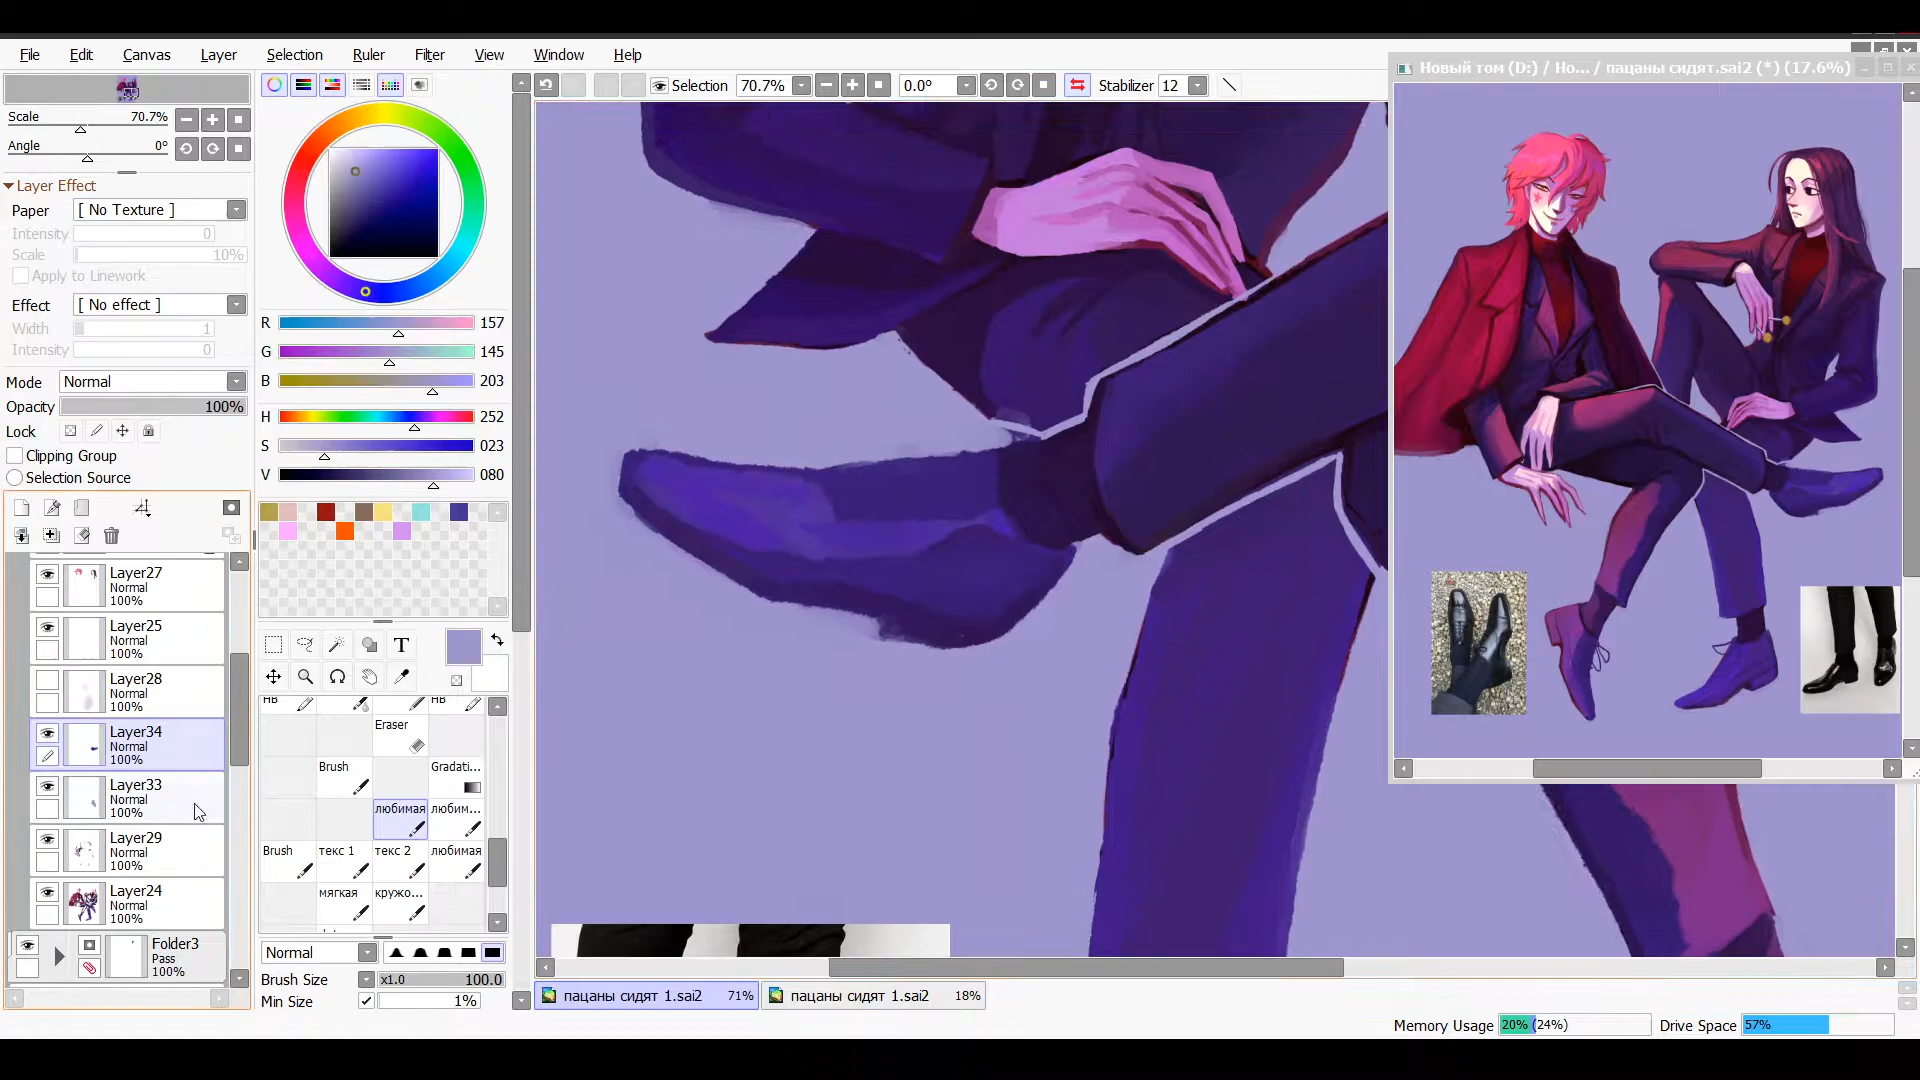 File Edit Canvas Layer Selection Ruler Filter View Window Help
Новый том (D:) / Но... / пацаны сидят.sai2 (*) (17.6%)
Scale 70.7%
Angle 0º
Selection 70.7% 0.0º Stabilizer 12
Layer Effect
Paper [ No Texture ]
Intensity 0
Scale 10%
Apply to Linework
Effect [ No effect ]
Width 1
Intensity 0
Mode Normal
Opacity 100%
Lock
Clipping Group
Selection Source
R 157
G 145
B 203
H 252
S 023
V 080
Layer27
Normal
100%
Layer25
Normal
100%
Layer28
Normal
100%
Layer34
Normal
100%
Layer33
Normal
100%
Layer29
Normal
100%
Layer24
Normal
100%
Folder3
Pass
100%
T
HB HB
Eraser
Brush Gradati...
любимая любим...
Brush текс 1 текс 2 любимая
мягкая кружо...
Normal
Brush Size x1.0 100.0
Min Size 1%
пацаны сидят 1.sai2 71% пацаны сидят 1.sai2 18%
Memory Usage 20% (24%) Drive Space 57%